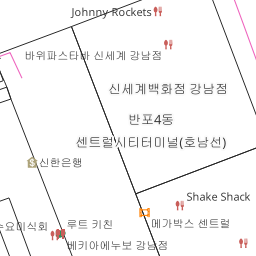 Johnny Rockets
바위파스타바 신세계 강남점
신세계백화점 강남점
반포4동
센트럴시티터미널(호남선)
신한은행
Shake Shack
수요미식회
루트 키친
메가박스 센트럴
베키아에누보 강남점